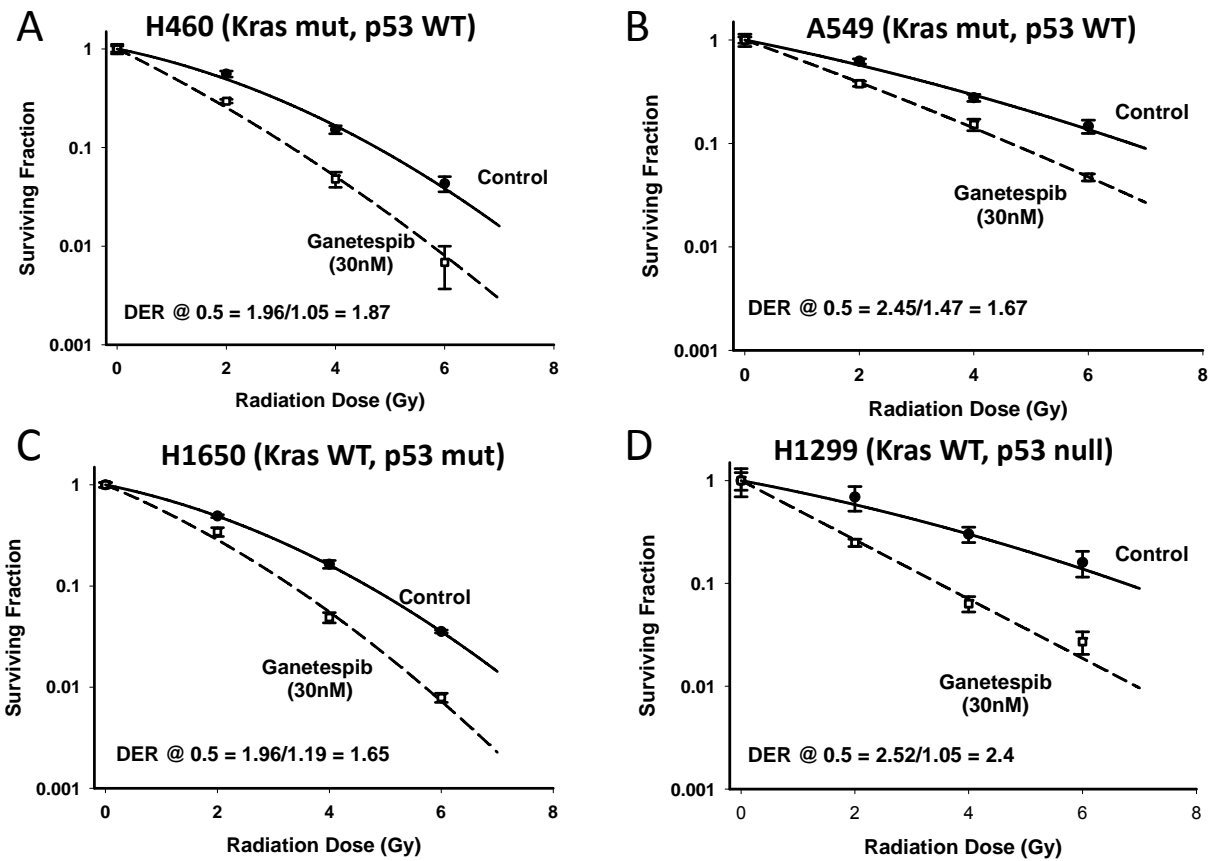 A
H460 (Kras mut, p53 WT)
1
0.1
0.01
0.001
Surviving Fraction
Control
Ganetespib
(30nM)
DER @ 0.5 = 1.96/1.05 = 1.87
0 2 4 6 8
Radiation Dose (Gy)
B
A549 (Kras mut, p53 WT)
1
0.1
0.01
0.001
Surviving Fraction
Control
Ganetespib
(30nM)
DER @ 0.5 = 2.45/1.47 = 1.67
0 2 4 6 8
Radiation Dose (Gy)
C
H1650 (Kras WT, p53 mut)
1
0.1
0.01
0.001
Surviving Fraction
Control
Ganetespib
(30nM)
DER @ 0.5 = 1.96/1.19 = 1.65
0 2 4 6 8
Radiation Dose (Gy)
D
H1299 (Kras WT, p53 null)
1
0.1
0.01
0.001
Surviving Fraction
Control
Ganetespib
(30nM)
DER @ 0.5 = 2.52/1.05 = 2.4
0 2 4 6 8
Radiation Dose (Gy)